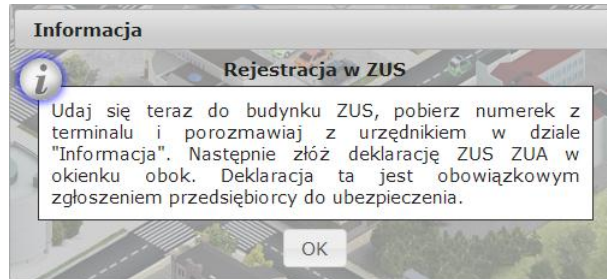 Informacja
i
Rejestracja w ZUS
Udaj się teraz do budynku ZUS, pobierz numerek z
terminalu i porozmawiaj z urzędnikiem w dziale
"Informacja". Następnie złóż deklarację ZUS ZUA w
okienku obok. Deklaracja ta jest obowiązkowym
zgłoszeniem przedsiębiorcy do ubezpieczenia.
OK